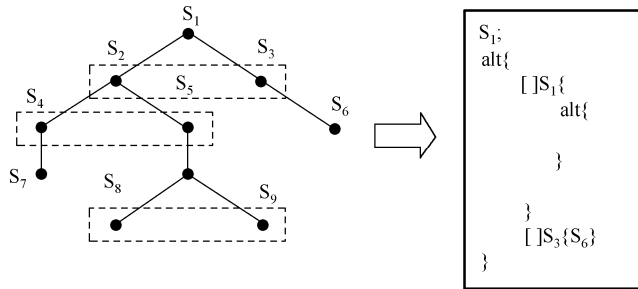 S1
S2
S3
S4
S5
S6
S7
S8
S9
S1;
alt{
[ ]S1{
alt{
}
}
[ ]S3{S6}
}